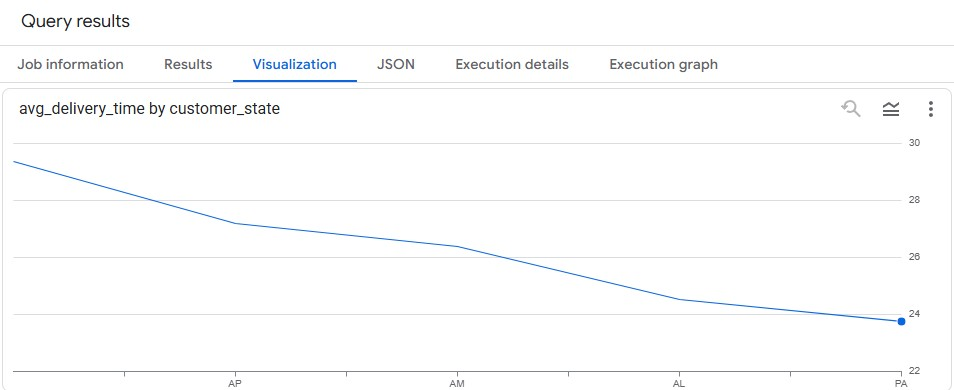 Query results
Job information Results Visualization JSON Execution details Execution graph
avg_delivery_time by customer_state
30
28
26
24
22
AP AM AL PA